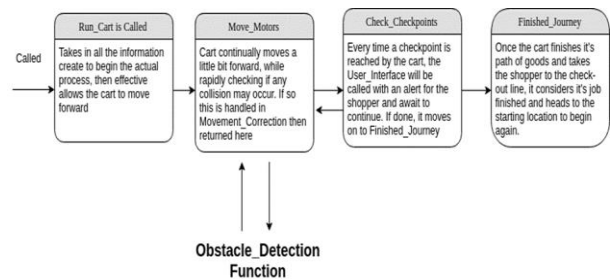 Called
Run_Cart is Called
Takes in all the information
create to begin the actual
process, then effective
allows the cart to move
forward
Move_Motors
Cart continually moves a
little bit forward, while
rapidly checking if any
collision may occur. If so
this is handled in
Movement_Correction then
returned here
Check_Checkpoints
Every time a checkpoint is
reached by the cart, the
User_Interface will be
called with an alert for the
shopper and await to
continue. If done, it moves
on to Finished_Journey
Finished_Journey
Once the cart finishes it's
path of goods and takes
the shopper to the check-
out line, it considers it's job
finished and heads to the
starting location to begin
again.
Obstacle_Detection
Function